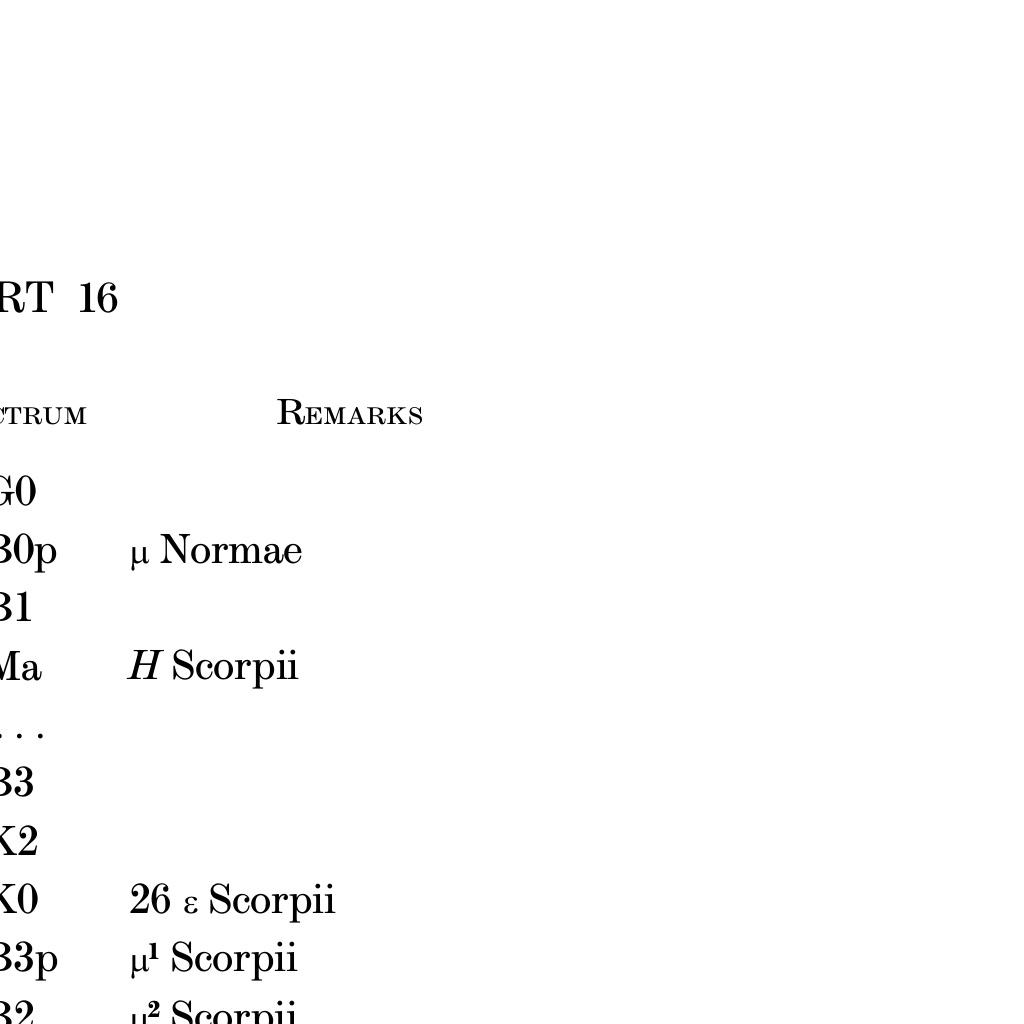 RT 16
CTRUM REMARKS
G0
B0p μ Normae
B1
Ma H Scorpii
. . .
B3
K2
K0 26 ε Scorpii
B3p μ¹ Scorpii
B2 μ² Scorpii